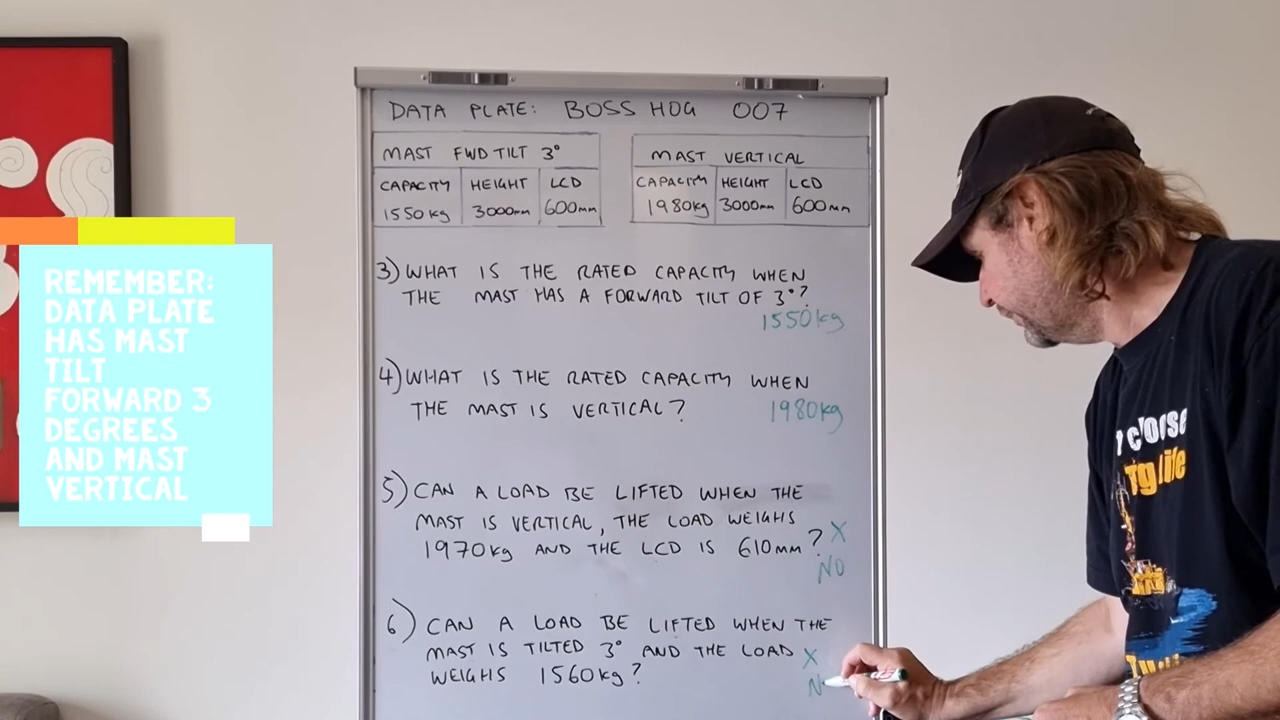 DATA PLATE: BOSS HOG 007
MAST FWD TILT 3°
CAPACITY HEIGHT LCD
1550kg 3000mm 600mm
MAST VERTICAL
CAPACITY HEIGHT LCD
1980kg 3000mm 600mm
3) WHAT IS THE RATED CAPACITY WHEN
THE MAST HAS A FORWARD TILT OF 3°?
1550kg
4) WHAT IS THE RATED CAPACITY WHEN
THE MAST IS VERTICAL?
1980kg
5) CAN A LOAD BE LIFTED WHEN THE
MAST IS VERTICAL, THE LOAD WEIGHS
1970kg AND THE LCD IS 610mm? X
NO
6) CAN A LOAD BE LIFTED WHEN THE
MAST IS TILTED 3° AND THE LOAD X
WEIGHS 1560kg? N
REMEMBER:
DATA PLATE
HAS MAST
TILT
FORWARD 3
DEGREES
AND MAST
VERTICAL